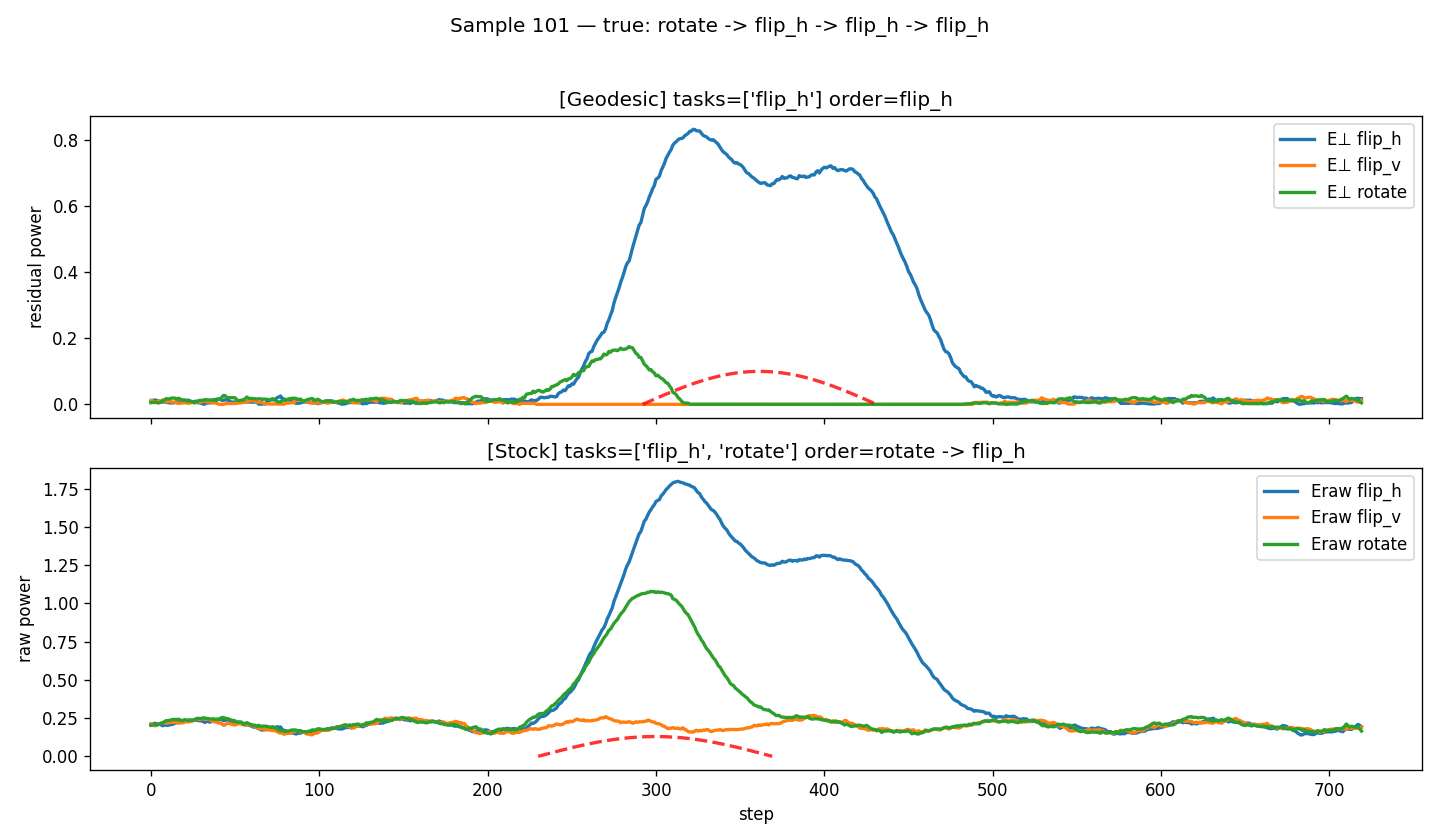 Sample 101 — true: rotate -> flip_h -> flip_h -> flip_h
[Geodesic] tasks=['flip_h'] order=flip_h
residual power
0.8
0.6
0.4
0.2
0.0
E⊥ flip_h
E⊥ flip_v
E⊥ rotate
[Stock] tasks=['flip_h', 'rotate'] order=rotate -> flip_h
raw power
1.75
1.50
1.25
1.00
0.75
0.50
0.25
0.00
Eraw flip_h
Eraw flip_v
Eraw rotate
0 100 200 300 400 500 600 700
step